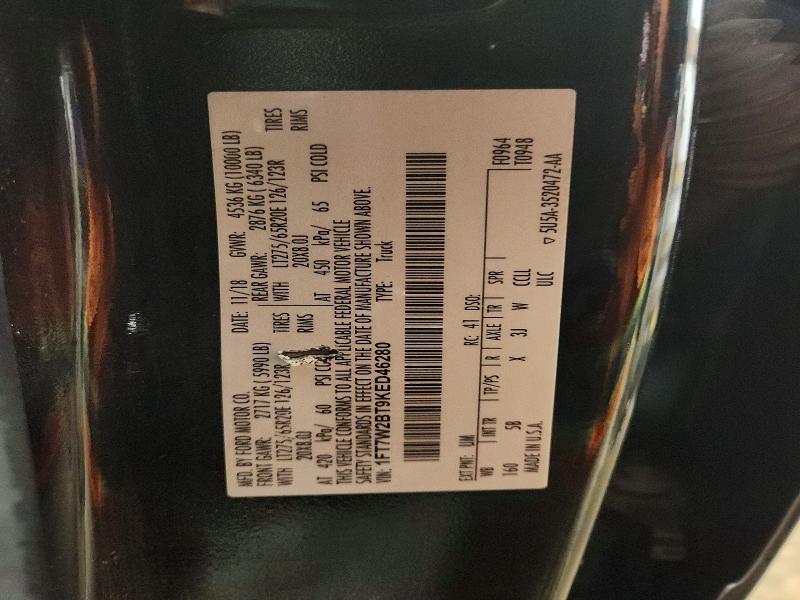 MFD. BY FORD MOTOR CO.
DATE: 11/18 GVWR: 4536 KG (10000 LB)
FRONT GAWR: 2717 KG (5990 LB) REAR GAWR: 2876 KG (6340 LB)
WITH LT275/65R20E 126/123R TIRES WITH LT275/65R20E 126/123R TIRES
20X8.0J RIMS 20X8.0J RIMS
AT 420 kPa/ 60 PSI COLD AT 450 kPa/ 65 PSI COLD
THIS VEHICLE CONFORMS TO ALL APPLICABLE FEDERAL MOTOR VEHICLE
SAFETY STANDARDS IN EFFECT ON THE DATE OF MANUFACTURE SHOWN ABOVE.
VIN: 1FT7W2BT9KED46280 TYPE: Truck
EXT PNT: UM RC: 41 DSO: F0964
WB INT TR TP/PS R AXLE TR SPR T0948
160 5B X 3J W CCLL
MADE IN U.S.A. ULC ▽ 5U5A-3520472-AA